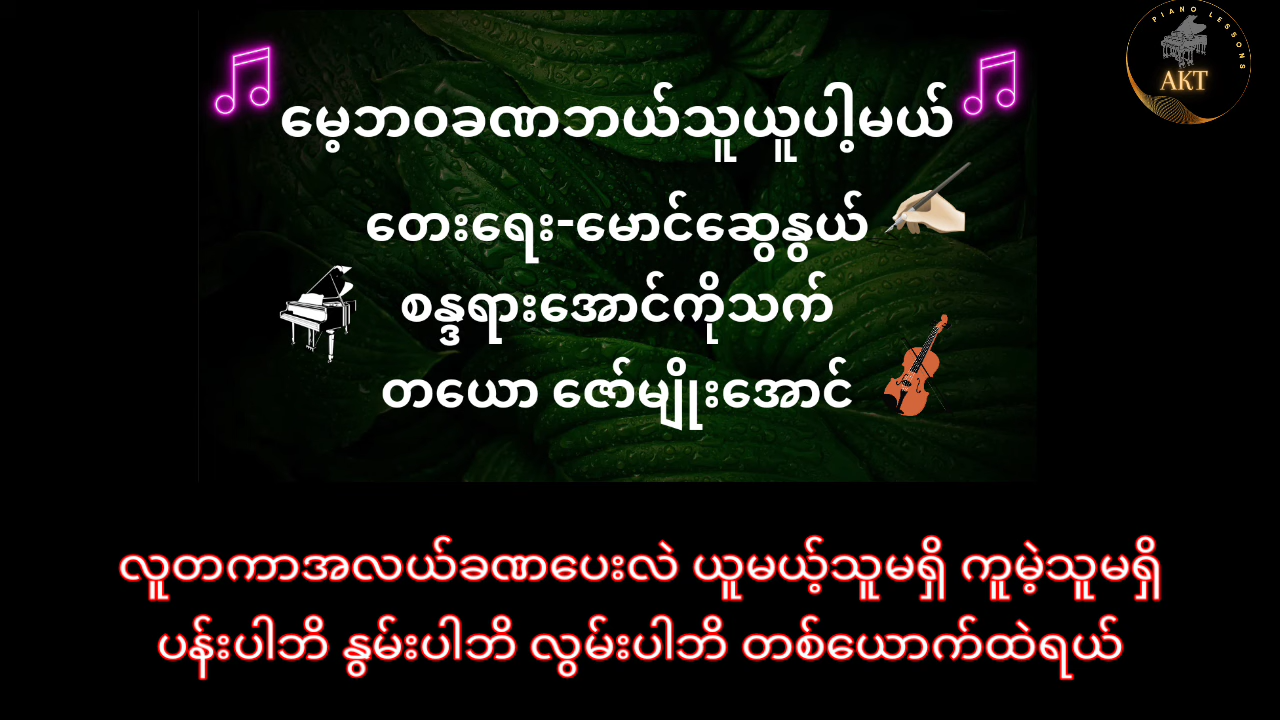 PIANO LESSONS
AKT
မေ့ဘဝခဏဘယ်သူယူပါ့မယ်
တေးရေး-မောင်ဆွေနွယ်
စန္ဒရားအောင်ကိုသက်
တယော ဇော်မျိုးအောင်
လူတကာအလယ်ခဏပေးလဲ ယူမယ့်သူမရှိ ကူမဲ့သူမရှိ
ပန်းပါဘိ နွမ်းပါဘိ လွမ်းပါဘိ တစ်ယောက်ထဲရယ်